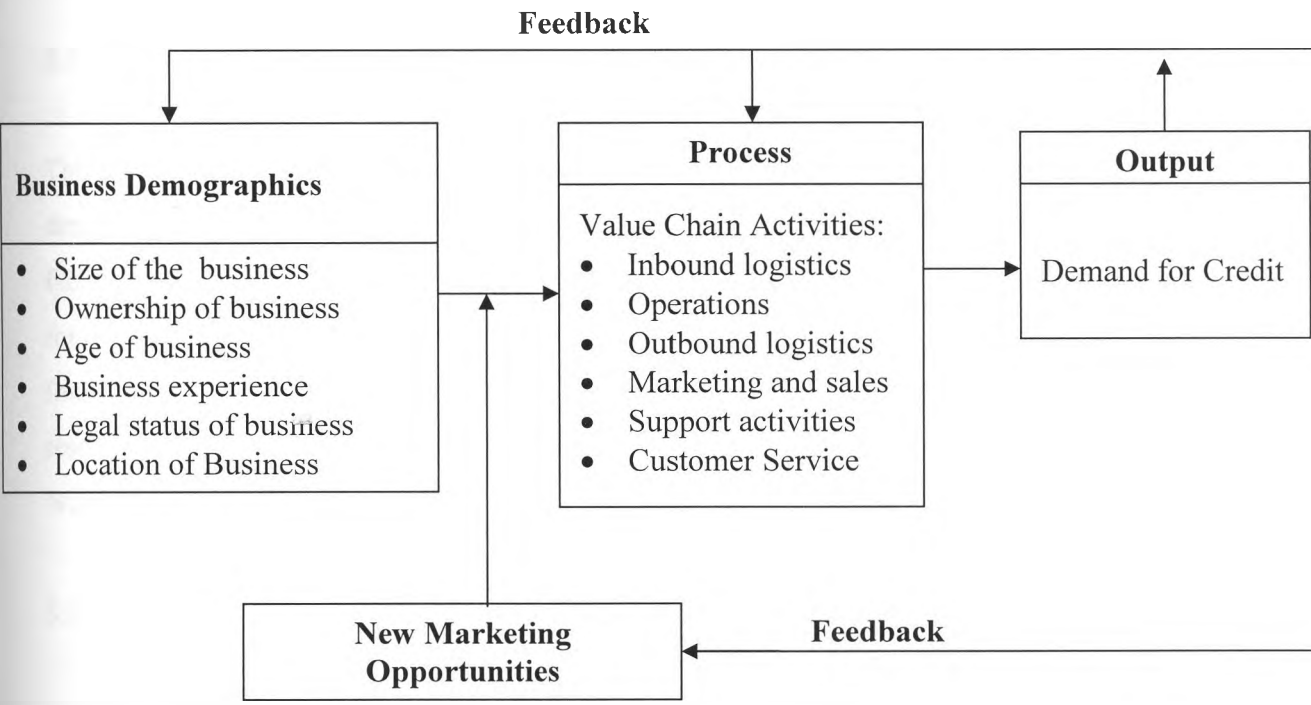 Feedback
Business Demographics
• Size of the business
• Ownership of business
• Age of business
• Business experience
• Legal status of business
• Location of Business
Process
Value Chain Activities:
• Inbound logistics
• Operations
• Outbound logistics
• Marketing and sales
• Support activities
• Customer Service
Output
Demand for Credit
New Marketing
Opportunities
Feedback